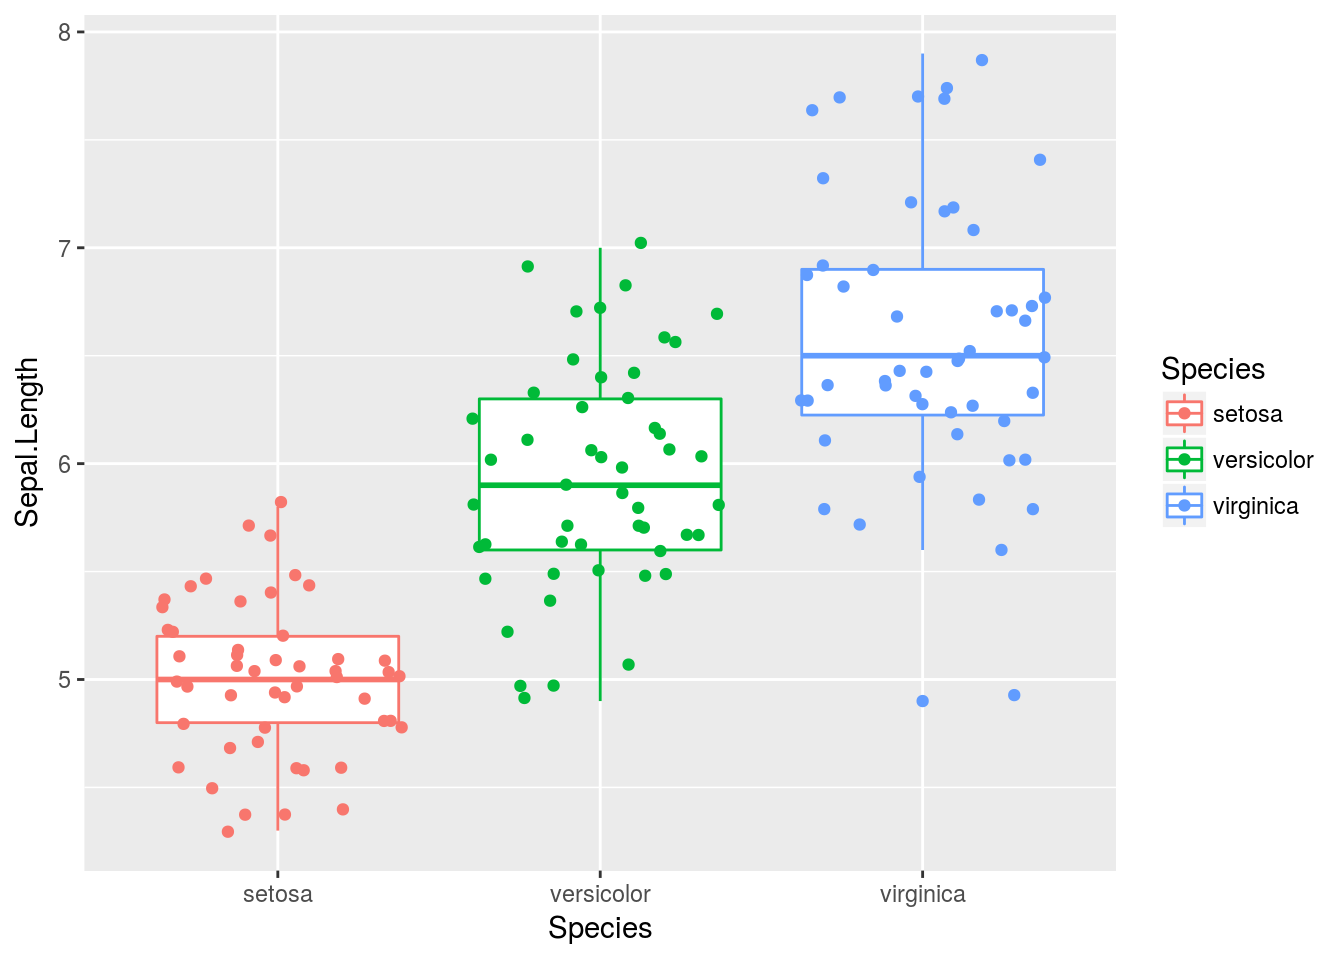 8
7
6
5
Sepal.Length
setosa
versicolor
virginica
Species
Species
setosa
versicolor
virginica